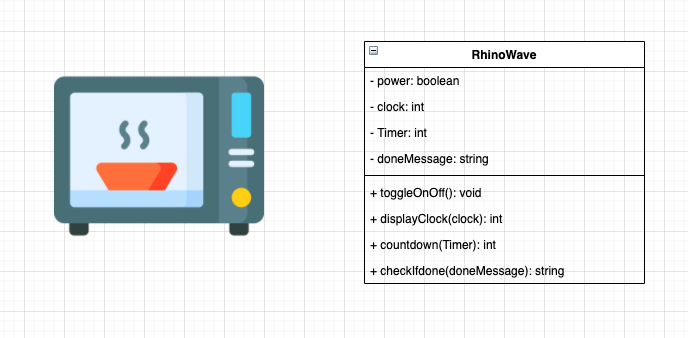 RhinoWave
- power: boolean
- clock: int
- Timer: int
- doneMessage: string
+ toggleOnOff(): void
+ displayClock(clock): int
+ countdown(Timer): int
+ checkIfdone(doneMessage): string